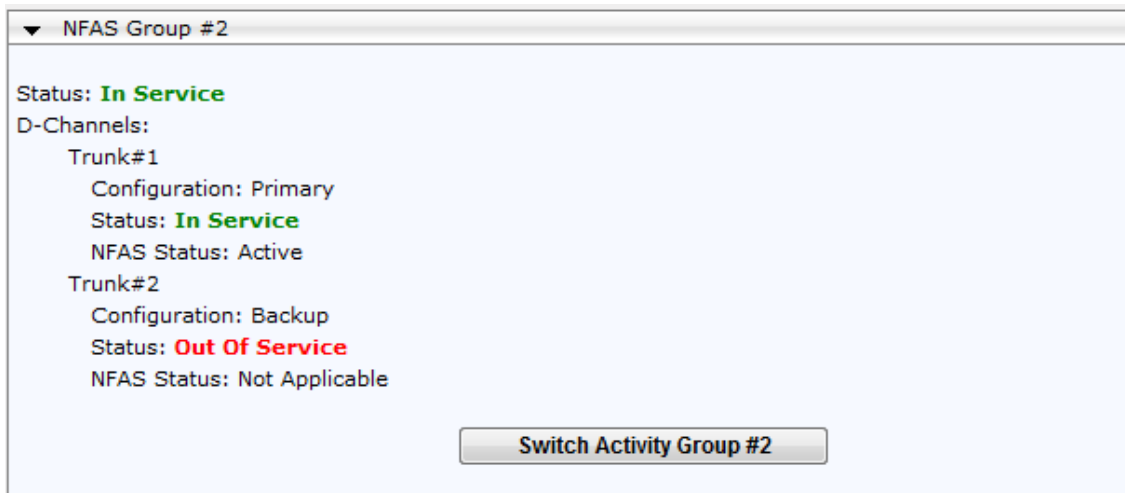 NFAS Group #2
Status: In Service
D-Channels:
Trunk#1
Configuration: Primary
Status: In Service
NFAS Status: Active
Trunk#2
Configuration: Backup
Status: Out Of Service
NFAS Status: Not Applicable
Switch Activity Group #2